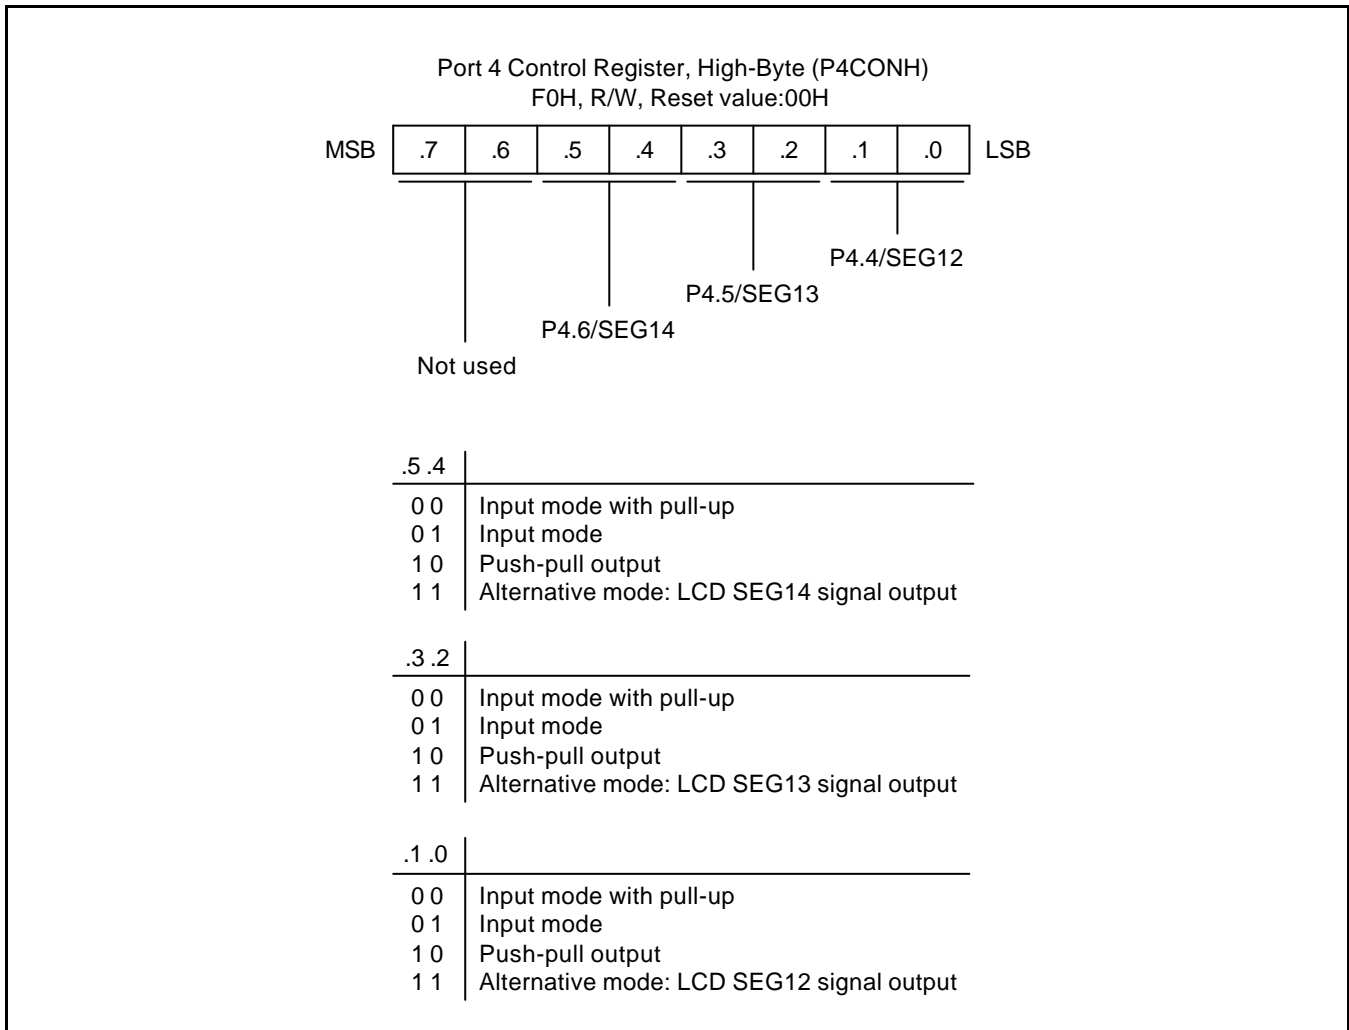 Port 4 Control Register, High-Byte (P4CONH)
F0H, R/W, Reset value:00H
MSB .7 .6 .5 .4 .3 .2 .1 .0 LSB
P4.4/SEG12
P4.5/SEG13
P4.6/SEG14
Not used
.5 .4
0 0 Input mode with pull-up
0 1 Input mode
1 0 Push-pull output
1 1 Alternative mode: LCD SEG14 signal output
.3 .2
0 0 Input mode with pull-up
0 1 Input mode
1 0 Push-pull output
1 1 Alternative mode: LCD SEG13 signal output
.1 .0
0 0 Input mode with pull-up
0 1 Input mode
1 0 Push-pull output
1 1 Alternative mode: LCD SEG12 signal output